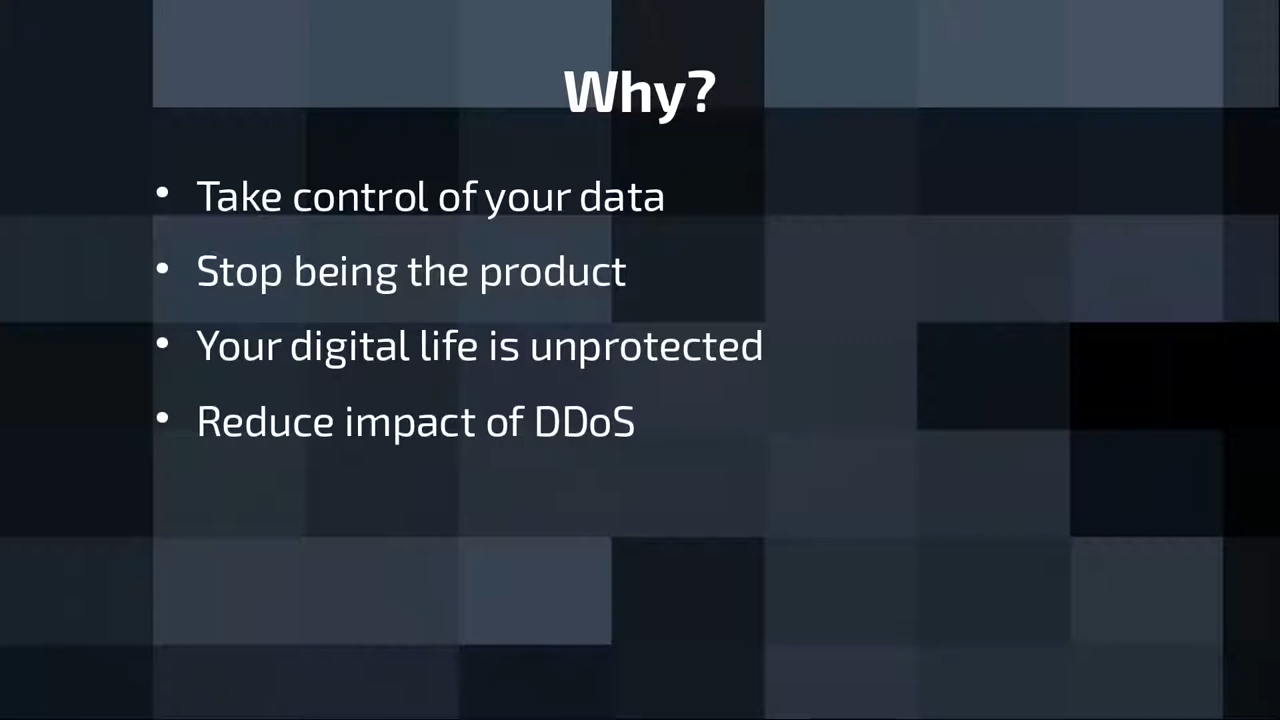 Why?
• Take control of your data
• Stop being the product
• Your digital life is unprotected
• Reduce impact of DDoS